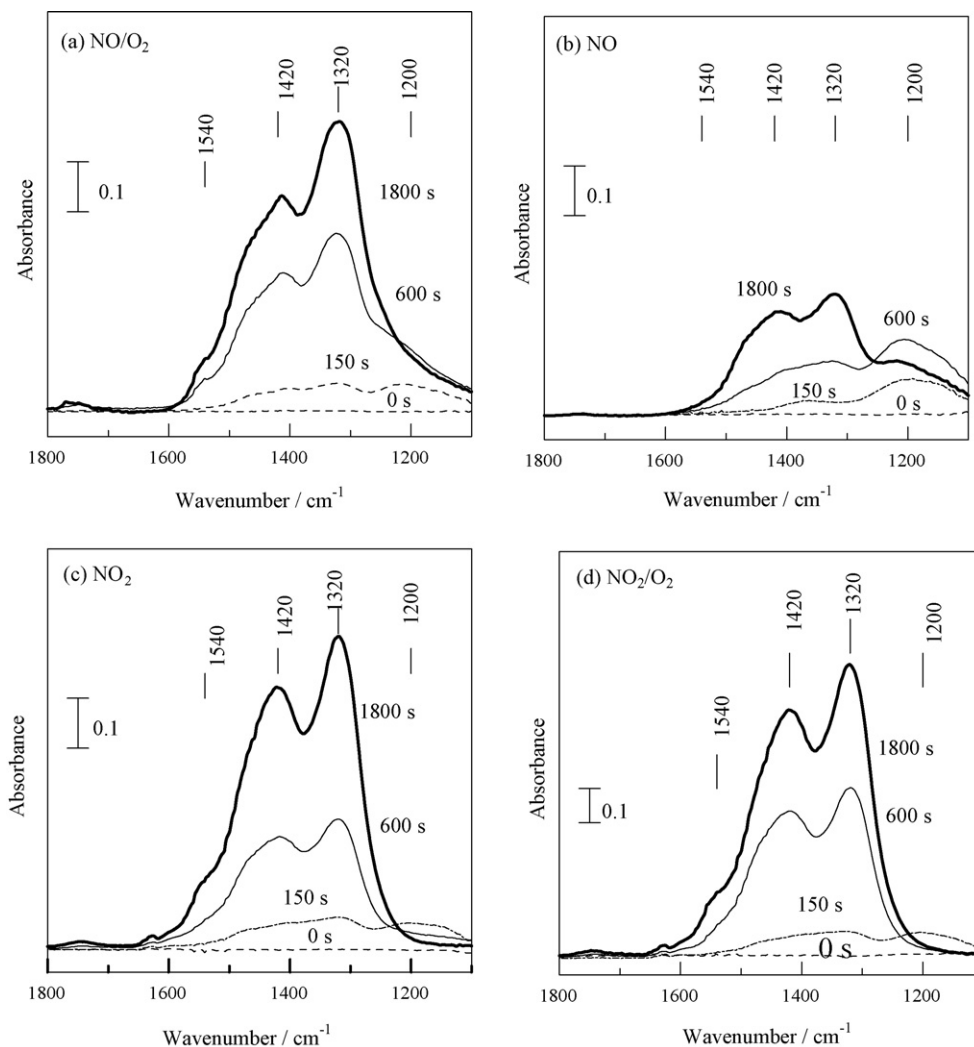 (a) NO/O₂
1540
1420
1320
1200
0.1
1800 s
600 s
150 s
0 s
Absorbance
1800
1600
1400
1200
Wavenumber / cm⁻¹
(b) NO
1540
1420
1320
1200
0.1
1800 s
600 s
150 s
0 s
Absorbance
1800
1600
1400
1200
Wavenumber / cm⁻¹
(c) NO₂
1540
1420
1320
1200
0.1
1800 s
600 s
150 s
0 s
Absorbance
1800
1600
1400
1200
Wavenumber / cm⁻¹
(d) NO₂/O₂
1540
1420
1320
1200
0.1
1800 s
600 s
150 s
0 s
Absorbance
1800
1600
1400
1200
Wavenumber / cm⁻¹